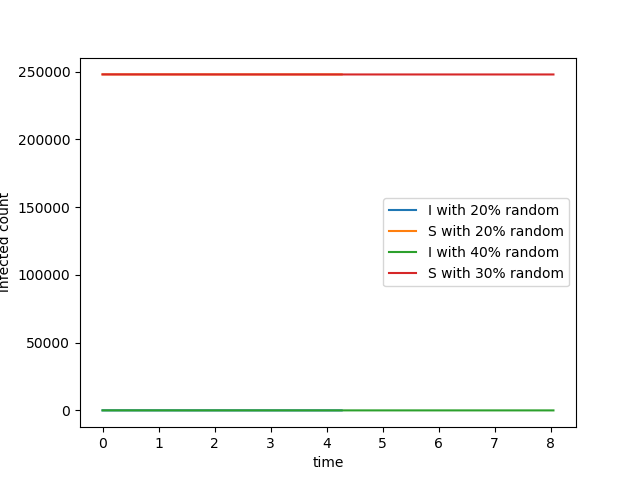 250000
200000
150000
100000
50000
0
infected count
I with 20% random
S with 20% random
I with 40% random
S with 30% random
0 1 2 3 4 5 6 7 8
time